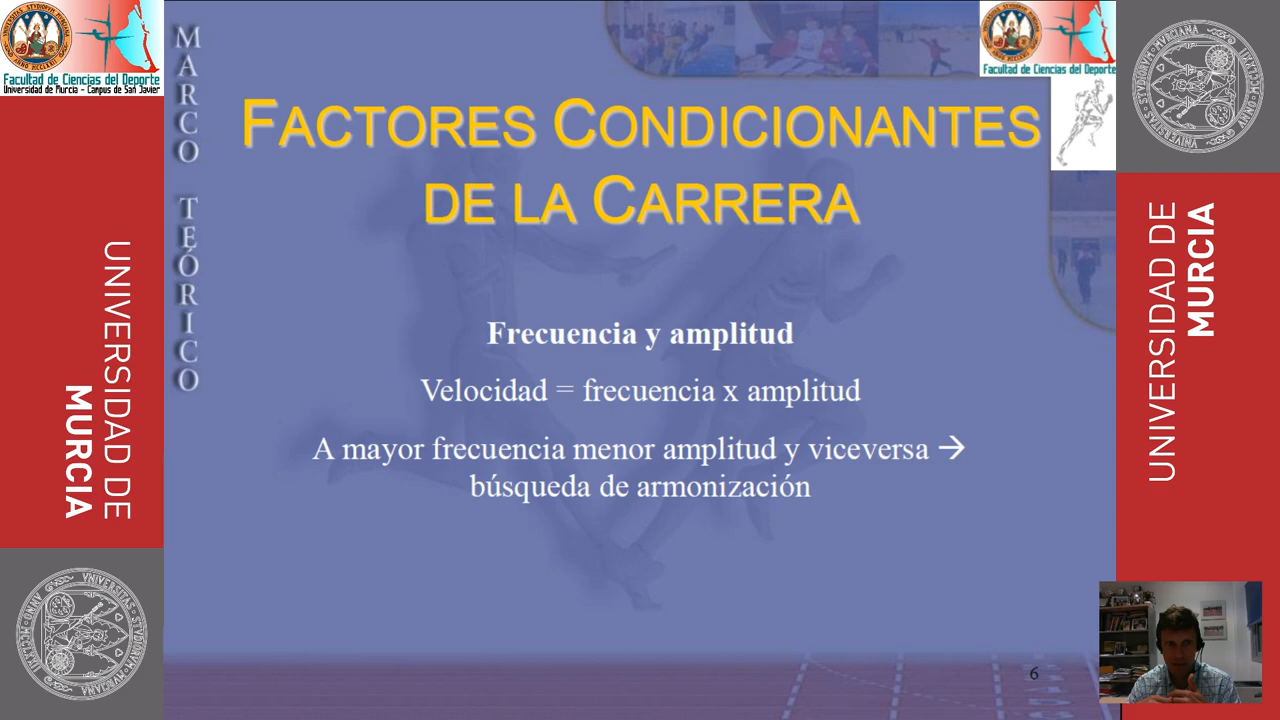 Facultad de Ciencias del Deporte
Universidad de Murcia - Campus de San Javier
MARCO TEÓRICO
FACTORES CONDICIONANTES
DE LA CARRERA
Frecuencia y amplitud
Velocidad = frecuencia x amplitud
A mayor frecuencia menor amplitud y viceversa →
búsqueda de armonización
6
Facultad de Ciencias del Deporte
UNIVERSIDAD DE
MURCIA
UNIVERSIDAD DE
MURCIA